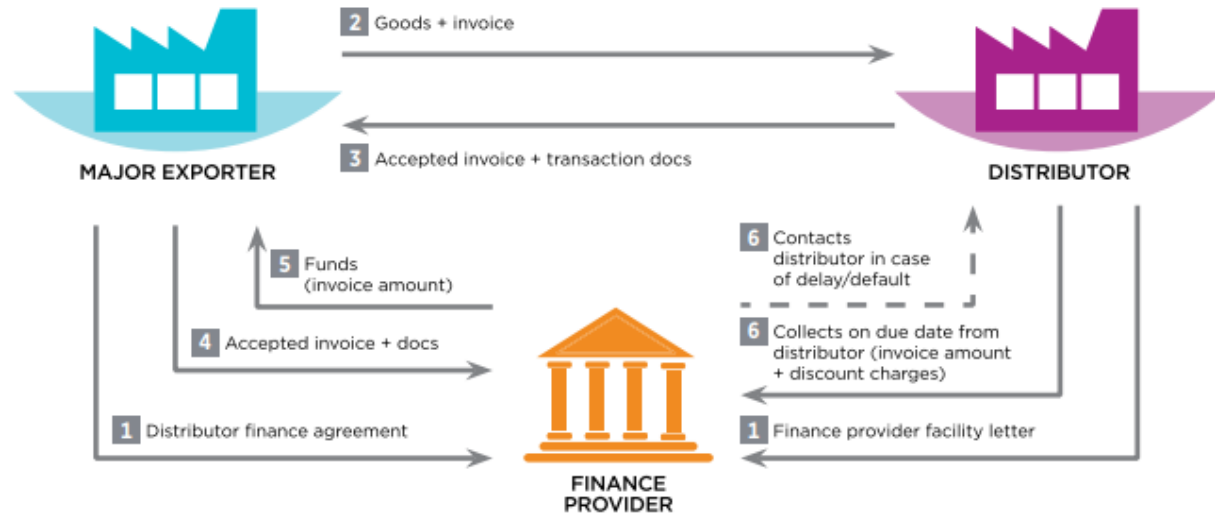 2 Goods + invoice
3 Accepted invoice + transaction docs
MAJOR EXPORTER
DISTRIBUTOR
5 Funds
(invoice amount)
6 Contacts
distributor in case
of delay/default
4 Accepted invoice + docs
6 Collects on due date from
distributor (invoice amount
+ discount charges)
1 Distributor finance agreement
1 Finance provider facility letter
FINANCE
PROVIDER